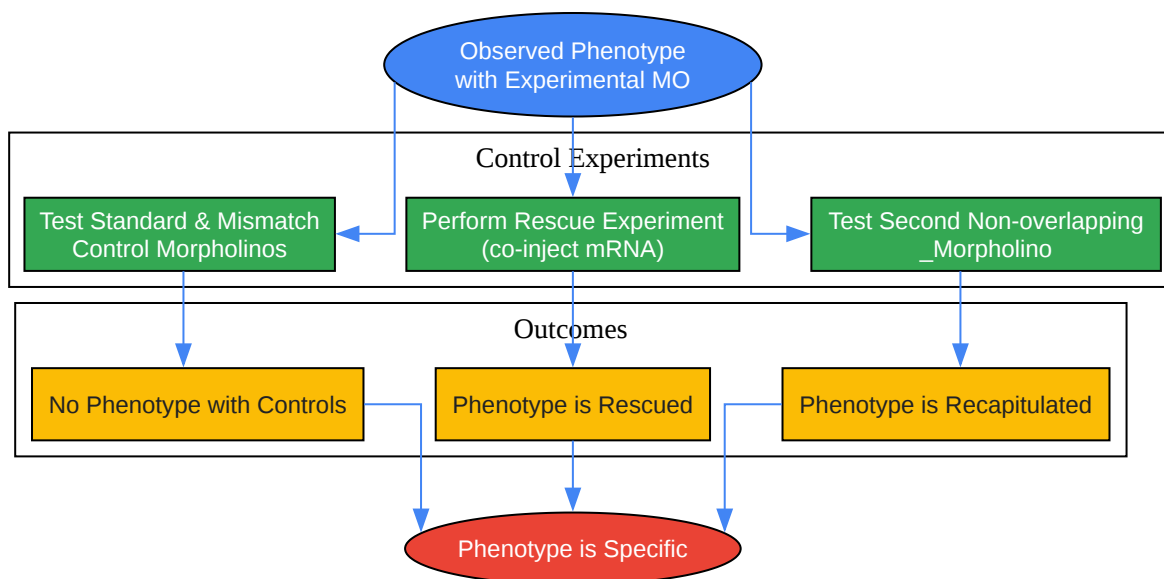 Observed Phenotype
with Experimental MO
Control Experiments
Test Standard & Mismatch
Control Morpholinos
Perform Rescue Experiment
(co-inject mRNA)
Test Second Non-overlapping
_Morpholino
Outcomes
No Phenotype with Controls
Phenotype is Rescued
Phenotype is Recapitulated
Phenotype is Specific